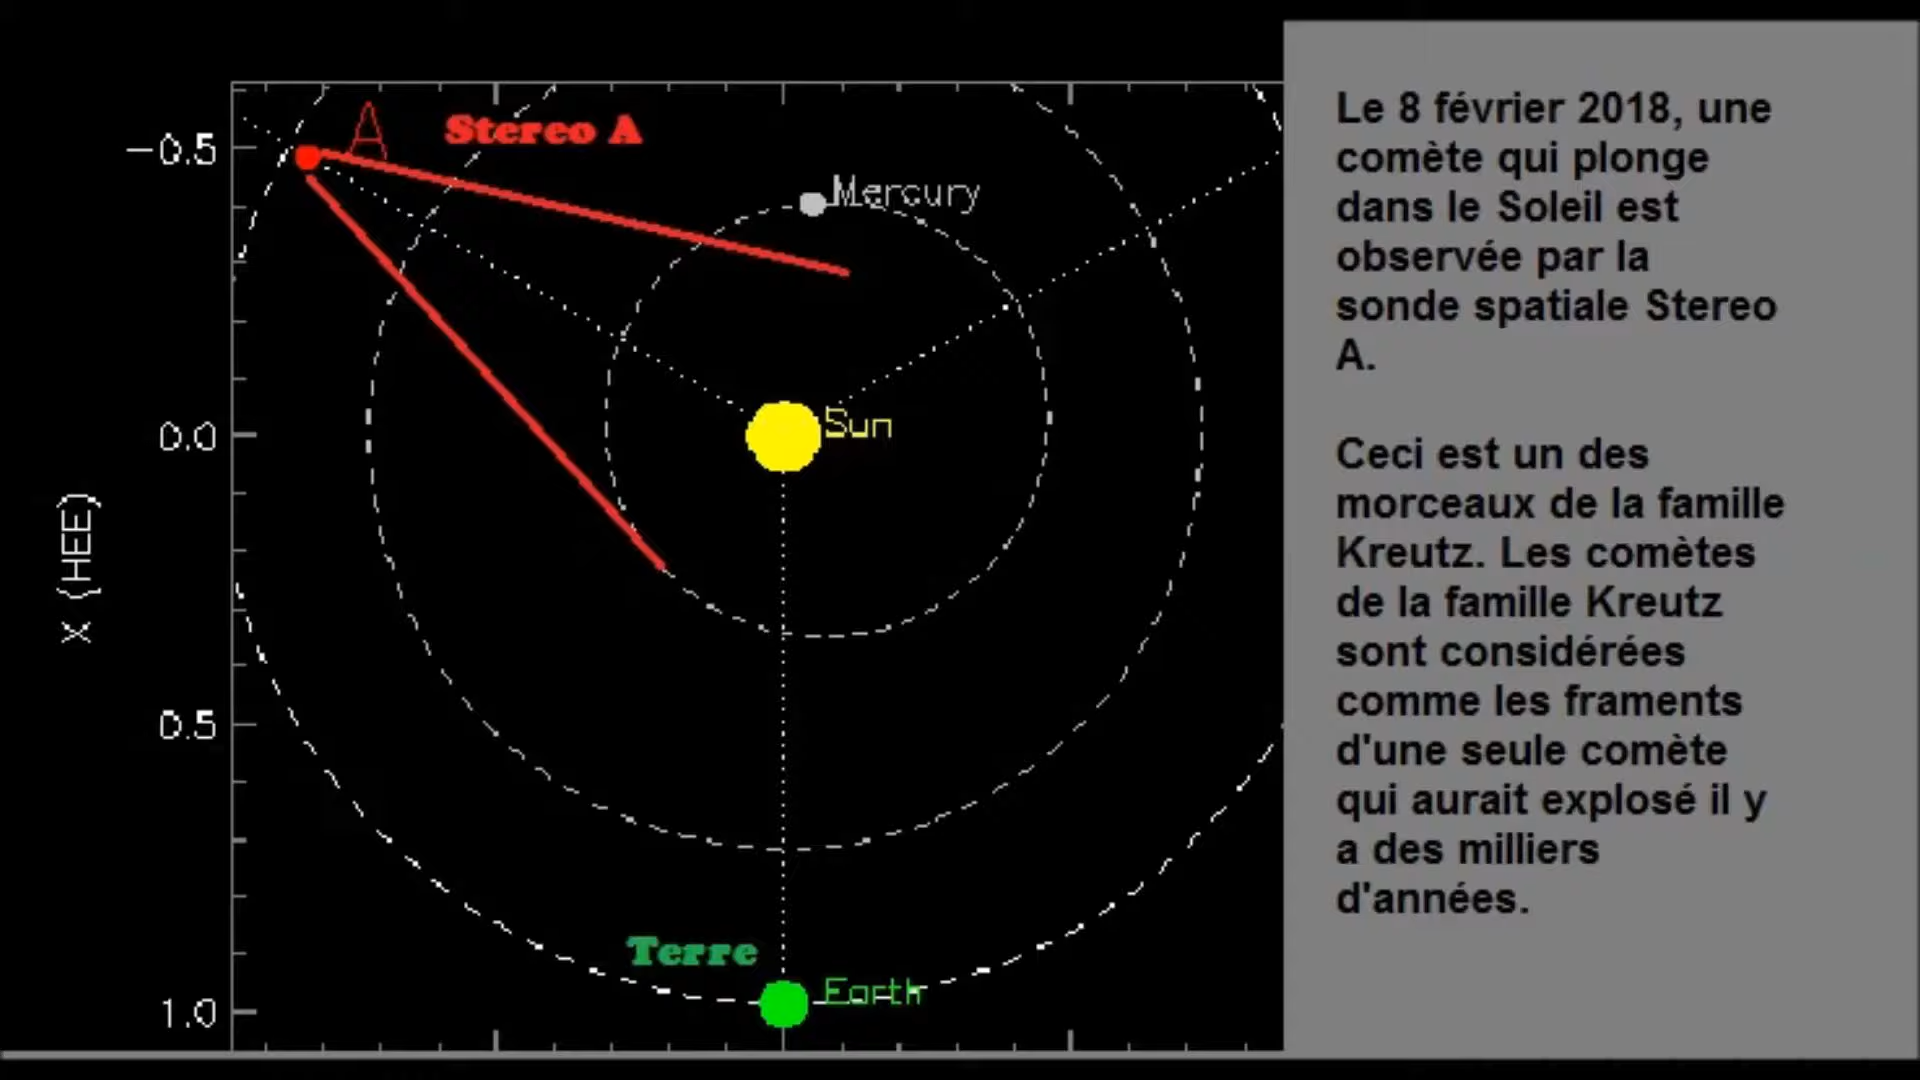 A
Stereo A
−0.5
Mercury
0.0
Sun
X (HEE)
0.5
Terre
Earth
1.0
Le 8 février 2018, une
comète qui plonge
dans le Soleil est
observée par la
sonde spatiale Stereo
A.
Ceci est un des
morceaux de la famille
Kreutz. Les comètes
de la famille Kreutz
sont considérées
comme les framents
d'une seule comète
qui aurait explosé il y
a des milliers
d'années.